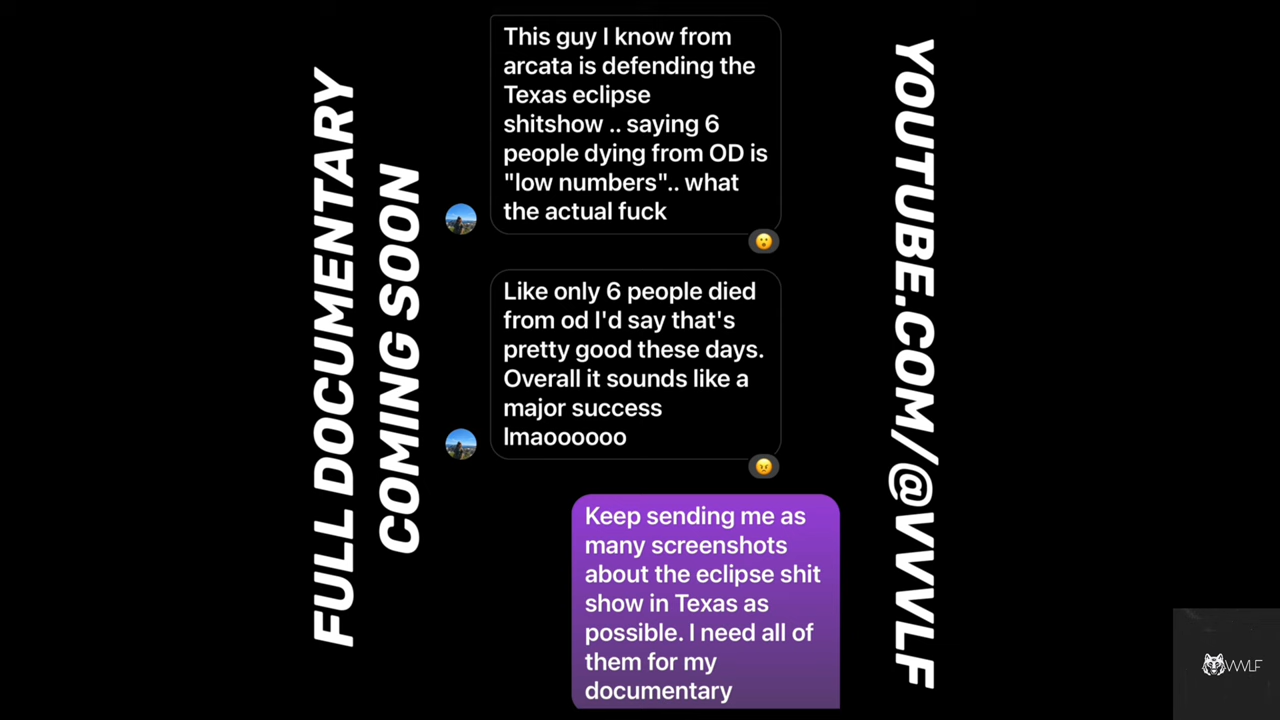 FULL DOCUMENTARY
COMING SOON
This guy I know from
arcata is defending the
Texas eclipse
shitshow .. saying 6
people dying from OD is
"low numbers".. what
the actual fuck
Like only 6 people died
from od I'd say that's
pretty good these days.
Overall it sounds like a
major success
lmaoooooo
Keep sending me as
many screenshots
about the eclipse shit
show in Texas as
possible. I need all of
them for my
documentary
YOUTUBE.COM/@VVVLF
VVVLF